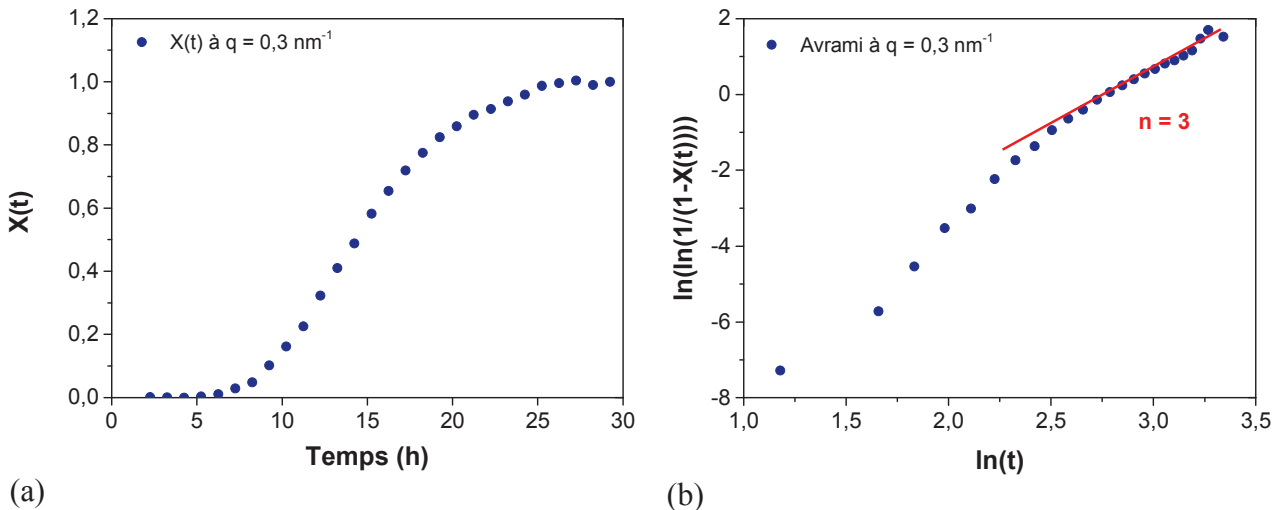 1,2
1,0
0,8
0,6
0,4
0,2
0,0
X(t)
X(t) à q = 0,3 nm-1
0
5
10
15
20
25
30
Temps (h)
(a)
2
0
-2
-4
-6
-8
ln(ln(1/(1-X(t))))
Avrami à q = 0,3 nm-1
n = 3
1,0
1,5
2,0
2,5
3,0
3,5
ln(t)
(b)